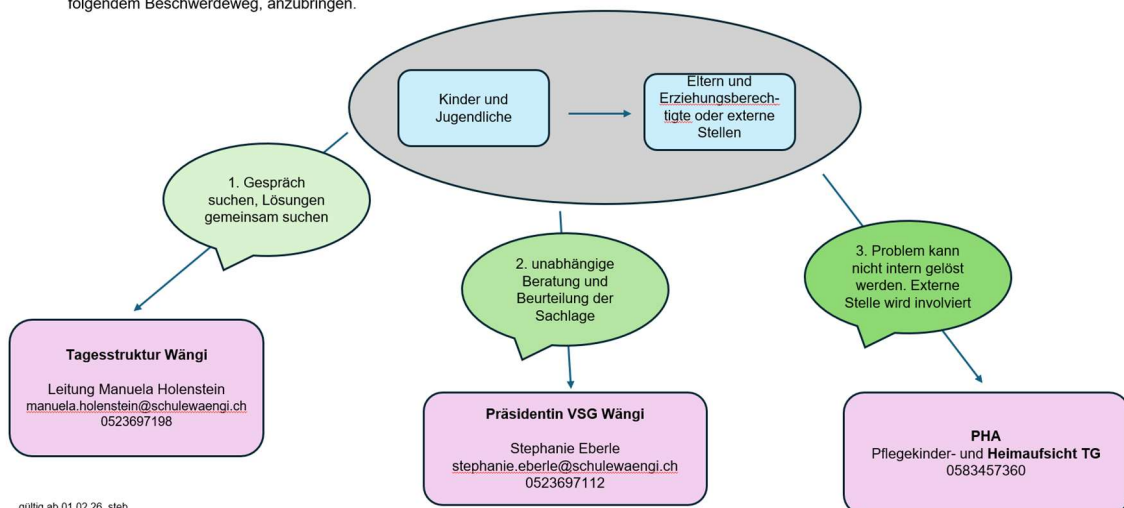 folgendem Beschwerdeweg, anzubringen.
Kinder und
Jugendliche
Eltern und
Erziehungsberech-
tigte oder externe
Stellen
1. Gespräch
suchen, Lösungen
gemeinsam suchen
2. unabhängige
Beratung und
Beurteilung der
Sachlage
3. Problem kann
nicht intern gelöst
werden. Externe
Stelle wird involviert
Tagesstruktur Wängi
Leitung Manuela Holenstein
manuela.holenstein@schulewaengi.ch
0523697198
Präsidentin VSG Wängi
Stephanie Eberle
stephanie.eberle@schulewaengi.ch
0523697112
PHA
Pflegekinder- und Heimaufsicht TG
0583457360
gültig ab 01.02.26, steb